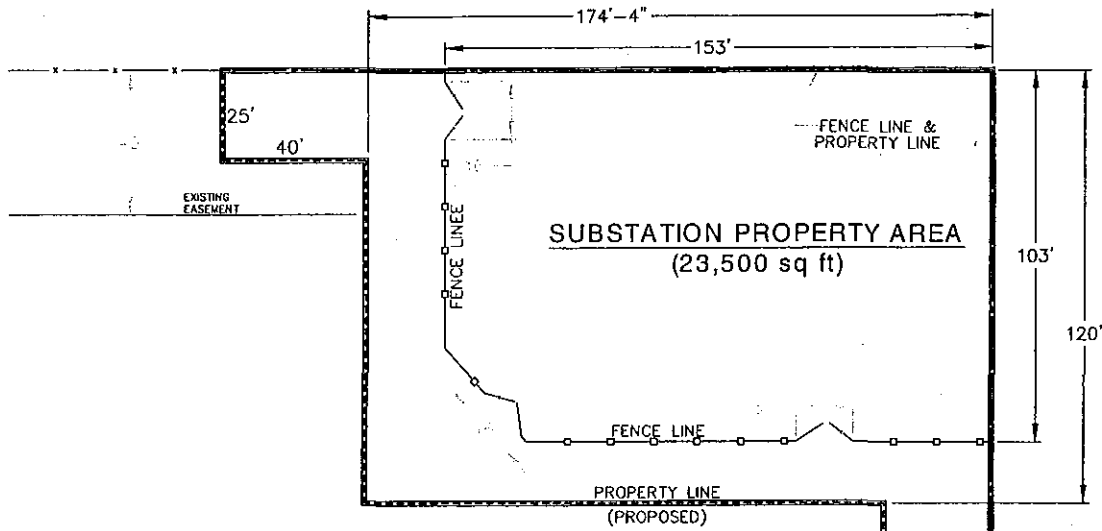 174'-4"
153'
25'
40'
FENCE LINE &
PROPERTY LINE
EXISTING
EASEMENT
FENCE LINEE
SUBSTATION PROPERTY AREA
(23,500 sq ft)
103'
120'
FENCE LINE
PROPERTY LINE
(PROPOSED)